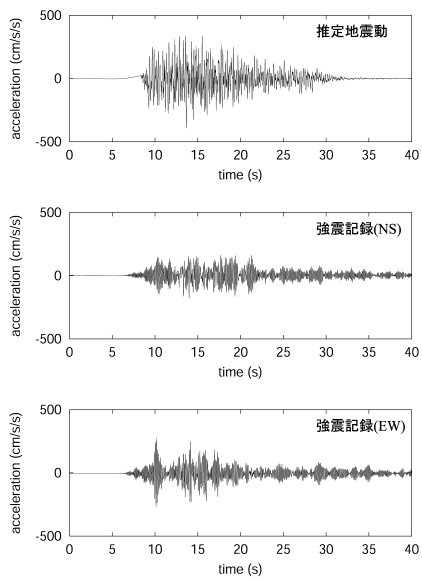 推定地震動
500
0
-500
acceleration (cm/s/s)
0 5 10 15 20 25 30 35 40
time (s)
強震記録(NS)
500
0
-500
acceleration (cm/s/s)
0 5 10 15 20 25 30 35 40
time (s)
強震記録(EW)
500
0
-500
acceleration (cm/s/s)
0 5 10 15 20 25 30 35 40
time (s)